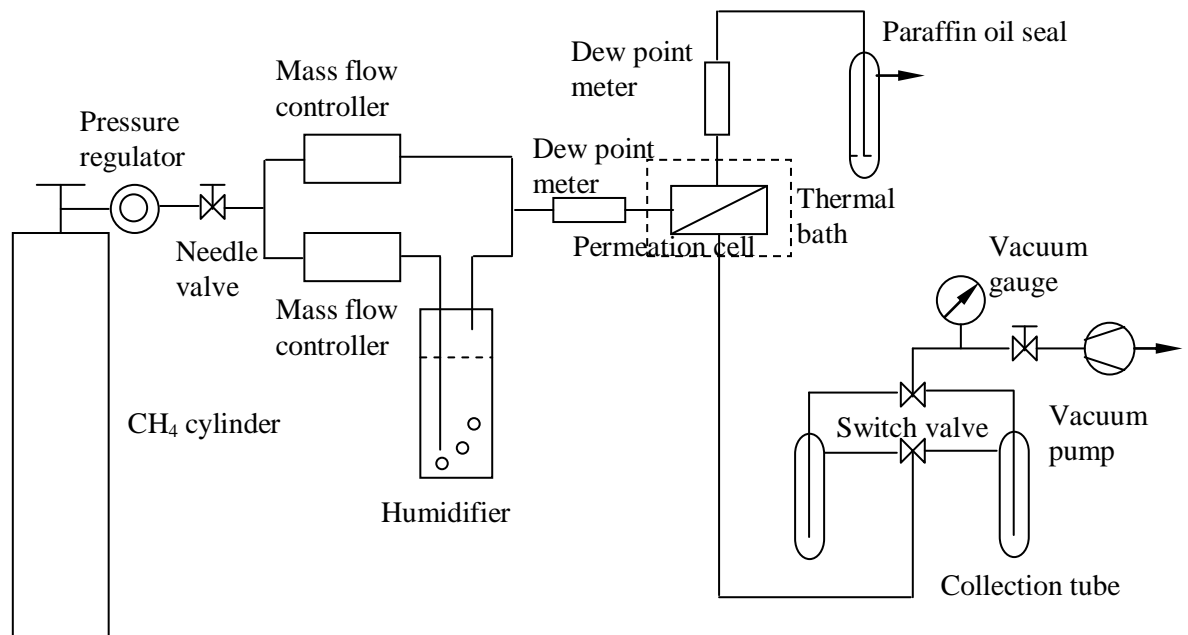 Paraffin oil seal
Dew point
meter
Mass flow
controller
Pressure
regulator
Dew point
meter
Thermal
bath
Permeation cell
Needle
valve
Mass flow
controller
Vacuum
gauge
CH₄ cylinder
Switch valve
Vacuum
pump
Humidifier
Collection tube